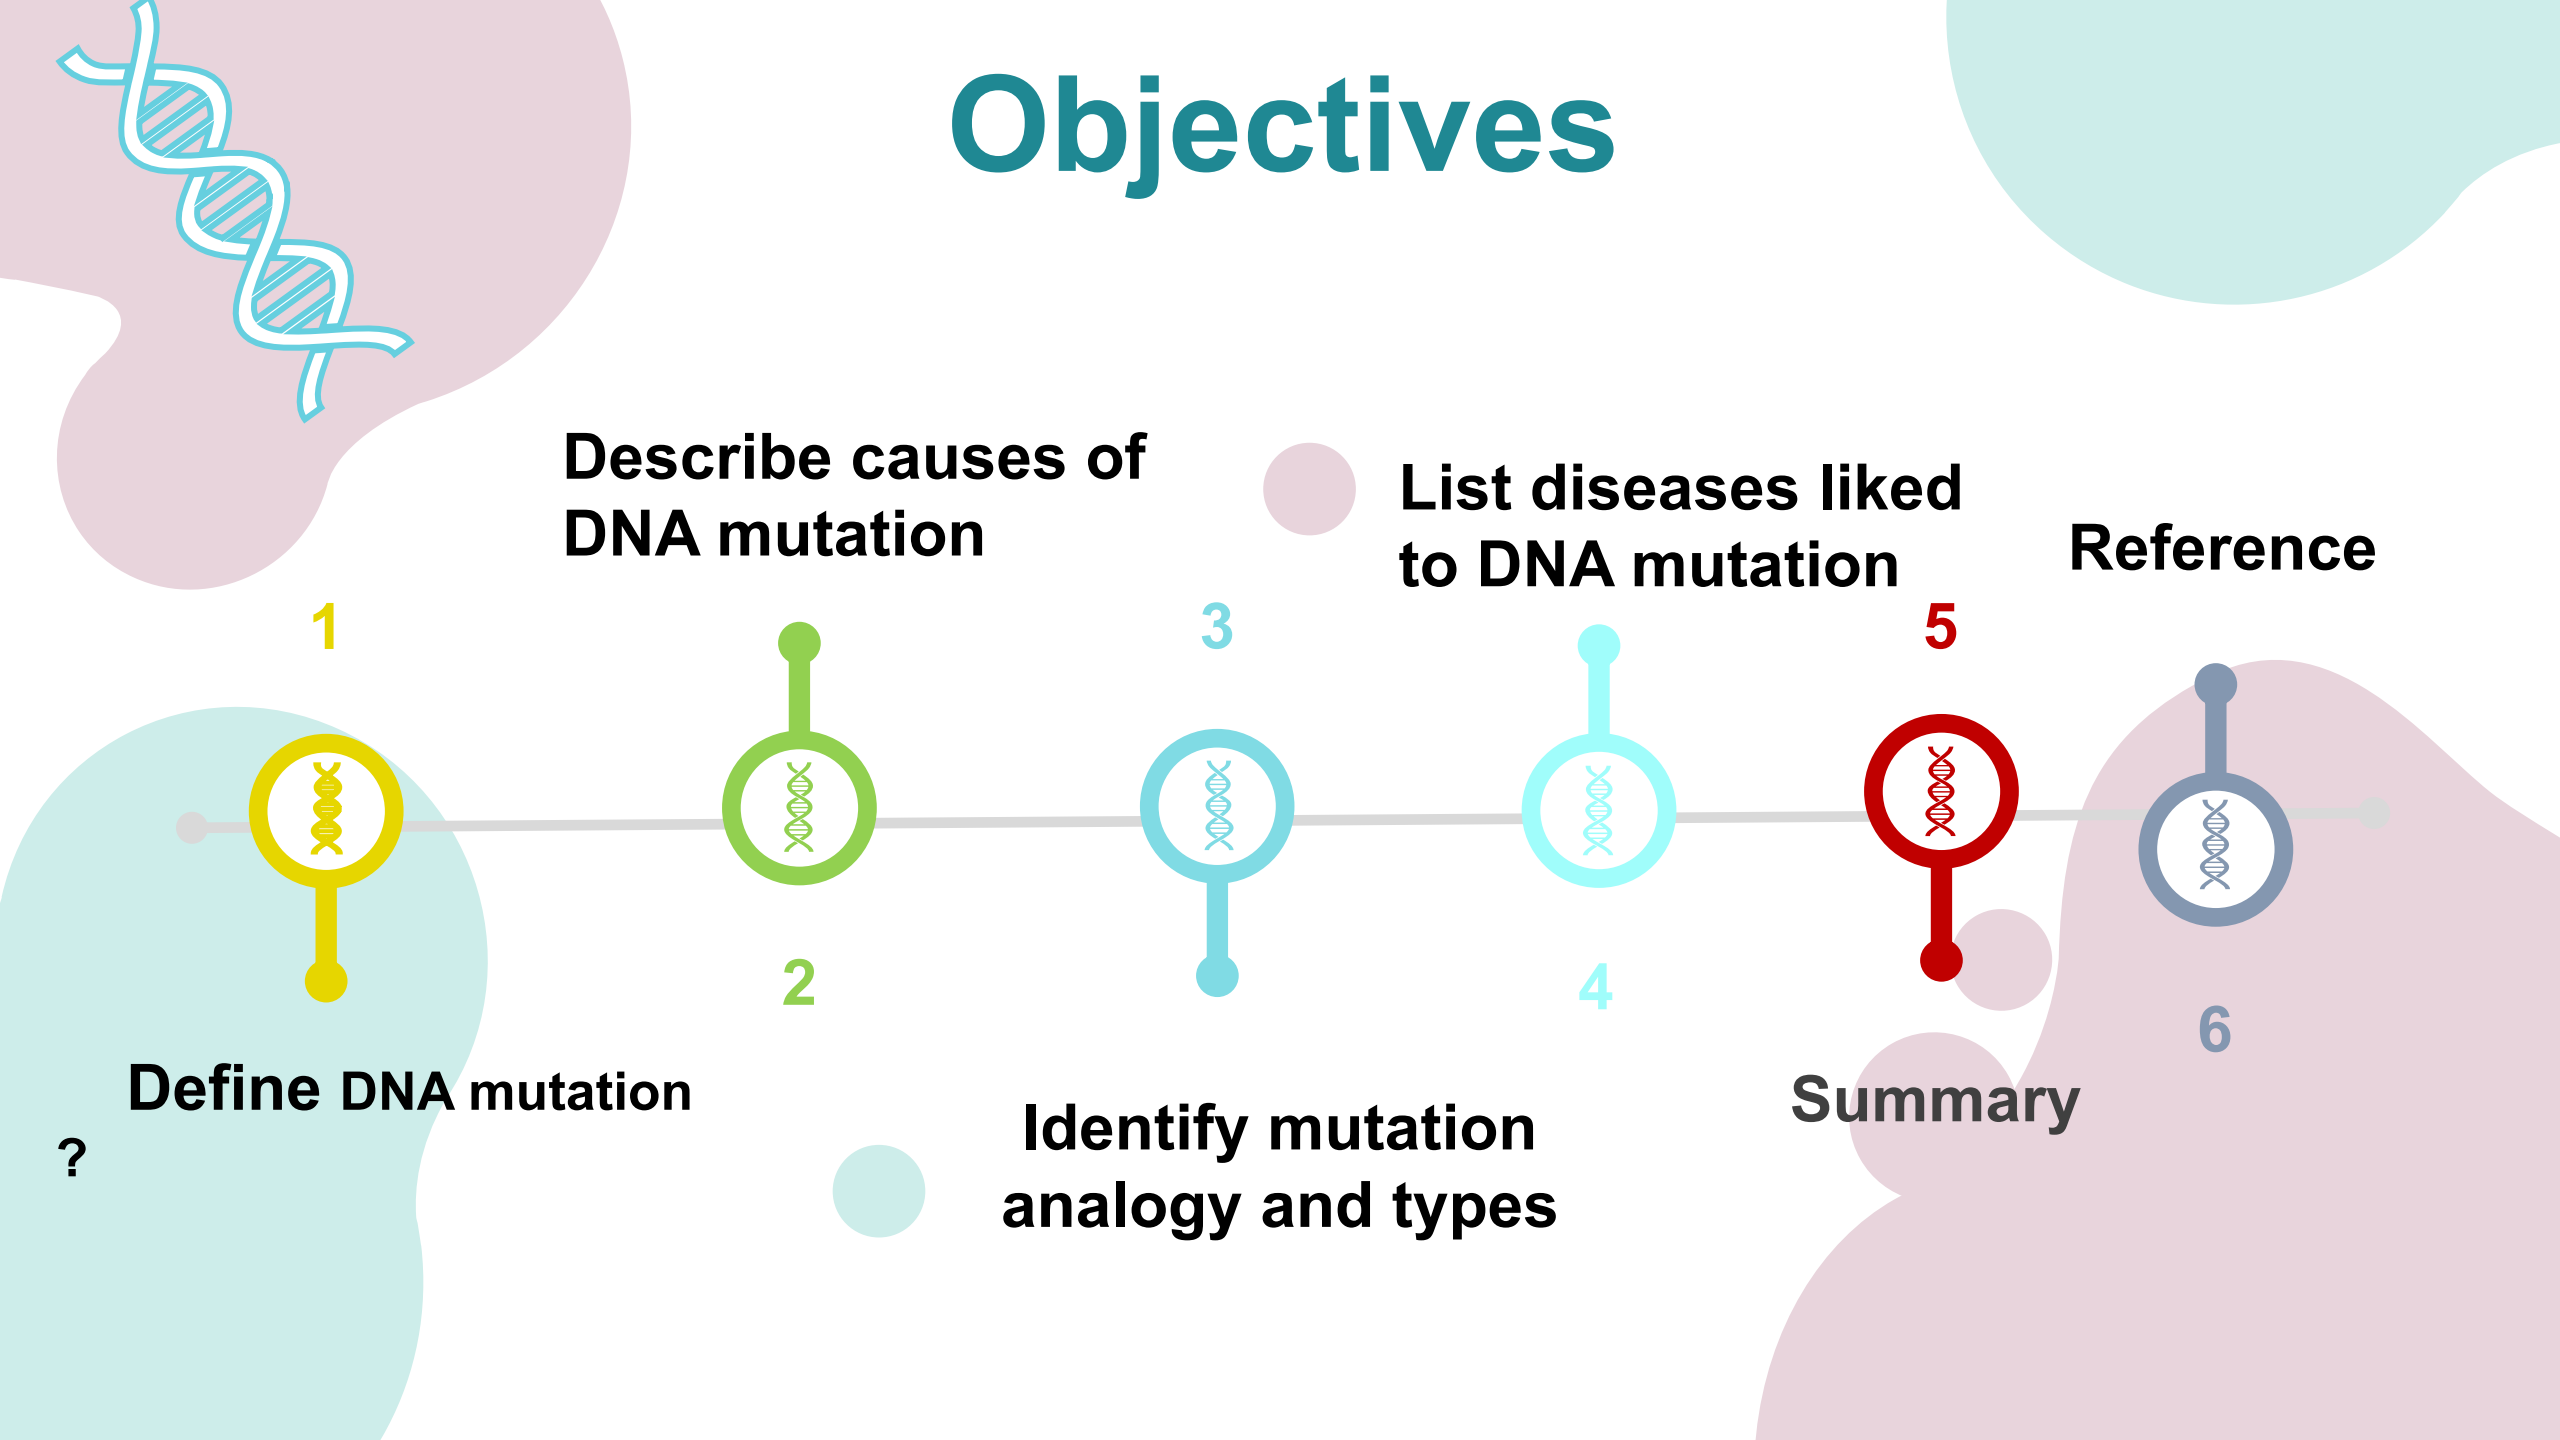 Objectives
Describe causes of
DNA mutation
List diseases liked
to DNA mutation
Reference
1
3
5
2
4
6
Define DNA mutation
?
Identify mutation
analogy and types
Summary